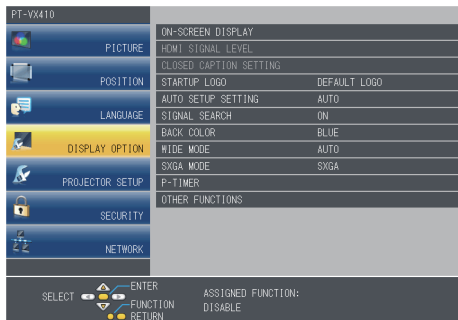 PT-VX410
PICTURE
POSITION
LANGUAGE
DISPLAY OPTION
PROJECTOR SETUP
SECURITY
NETWORK
ON-SCREEN DISPLAY
HDMI SIGNAL LEVEL
CLOSED CAPTION SETTING
STARTUP LOGO DEFAULT LOGO
AUTO SETUP SETTING AUTO
SIGNAL SEARCH ON
BACK COLOR BLUE
WIDE MODE AUTO
SXGA MODE SXGA
P-TIMER
OTHER FUNCTIONS
SELECT
ENTER
FUNCTION
RETURN
ASSIGNED FUNCTION:
DISABLE